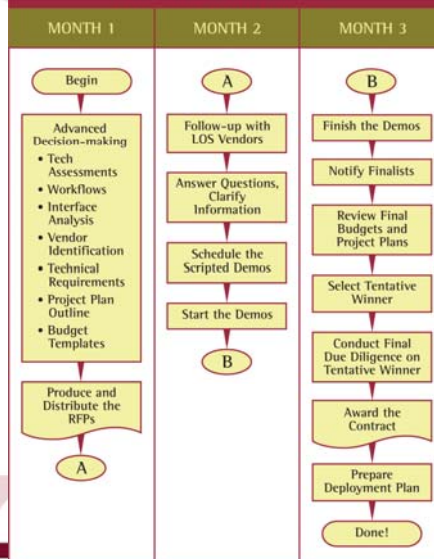 MONTH 1
Begin
Advanced
Decision-making
• Tech
Assessments
• Workflows
• Interface
Analysis
• Vendor
Identification
• Technical
Requirements
• Project Plan
Outline
• Budget
Templates
Produce and
Distribute the
RFPs
A
MONTH 2
A
Follow-up with
LOS Vendors
Answer Questions,
Clarify
Information
Schedule the
Scripted Demos
Start the Demos
B
MONTH 3
B
Finish the Demos
Notify Finalists
Review Final
Budgets and
Project Plans
Select Tentative
Winner
Conduct Final
Due Diligence on
Tentative Winner
Award the
Contract
Prepare
Deployment Plan
Done!